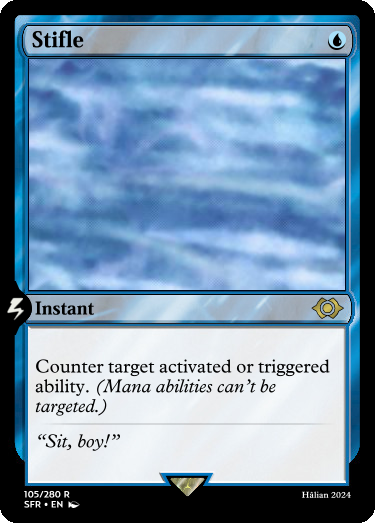 Stifle
Instant
Counter target activated or triggered
ability. (Mana abilities can't be
targeted.)
“Sit, boy!”
105/280 R
SFR • EN
Hālian 2024